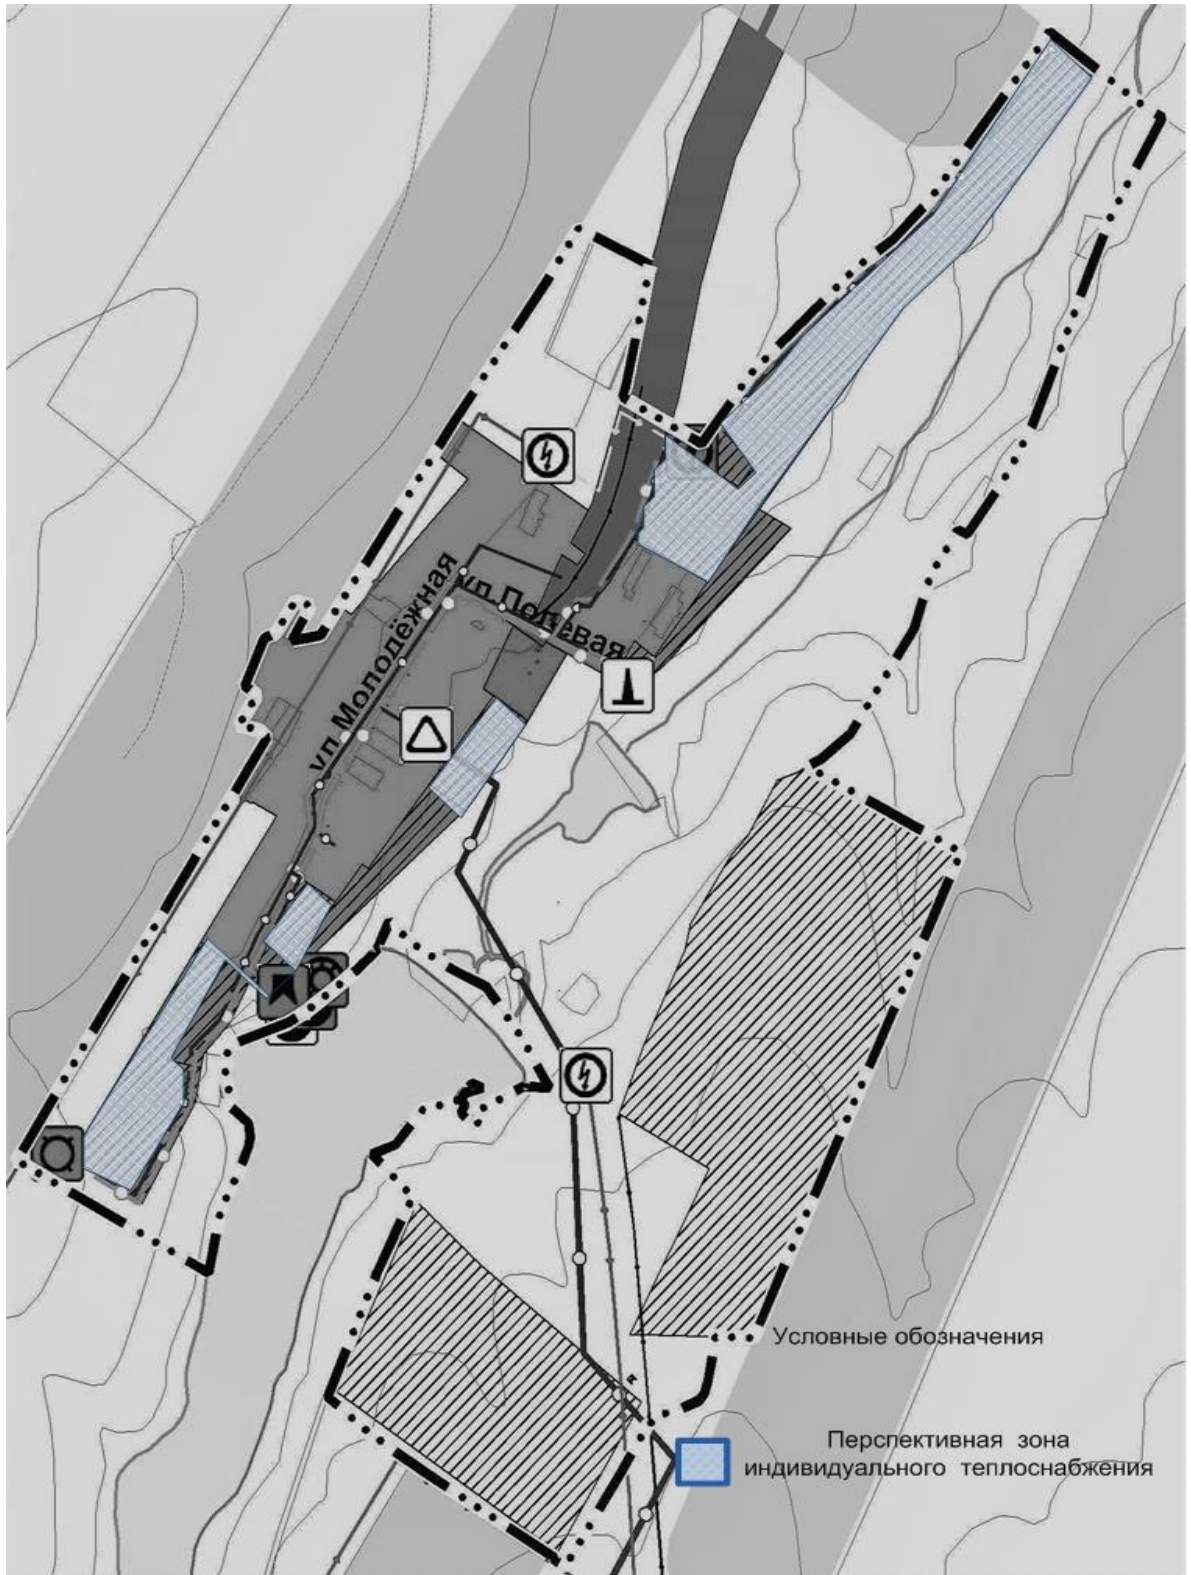 ул.Полевая
ул Молодёжная
Условные обозначения
Перспективная зона
индивидуального теплоснабжения